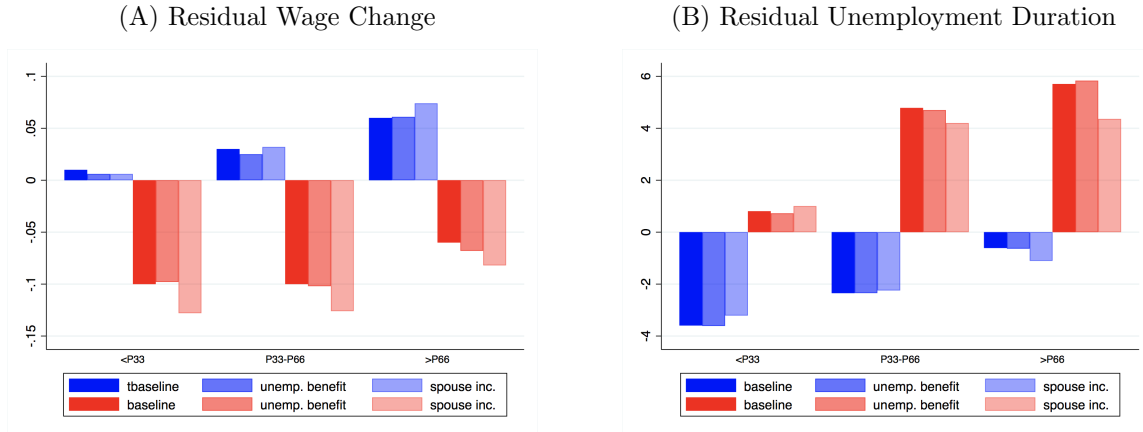 (A) Residual Wage Change
.1
.05
0
-.05
-.1
-.15
<P33
P33-P66
>P66
tbaseline unemp. benefit spouse inc.
baseline unemp. benefit spouse inc.
(B) Residual Unemployment Duration
6
4
2
0
-2
-4
<P33
P33-P66
>P66
baseline unemp. benefit spouse inc.
baseline unemp. benefit spouse inc.